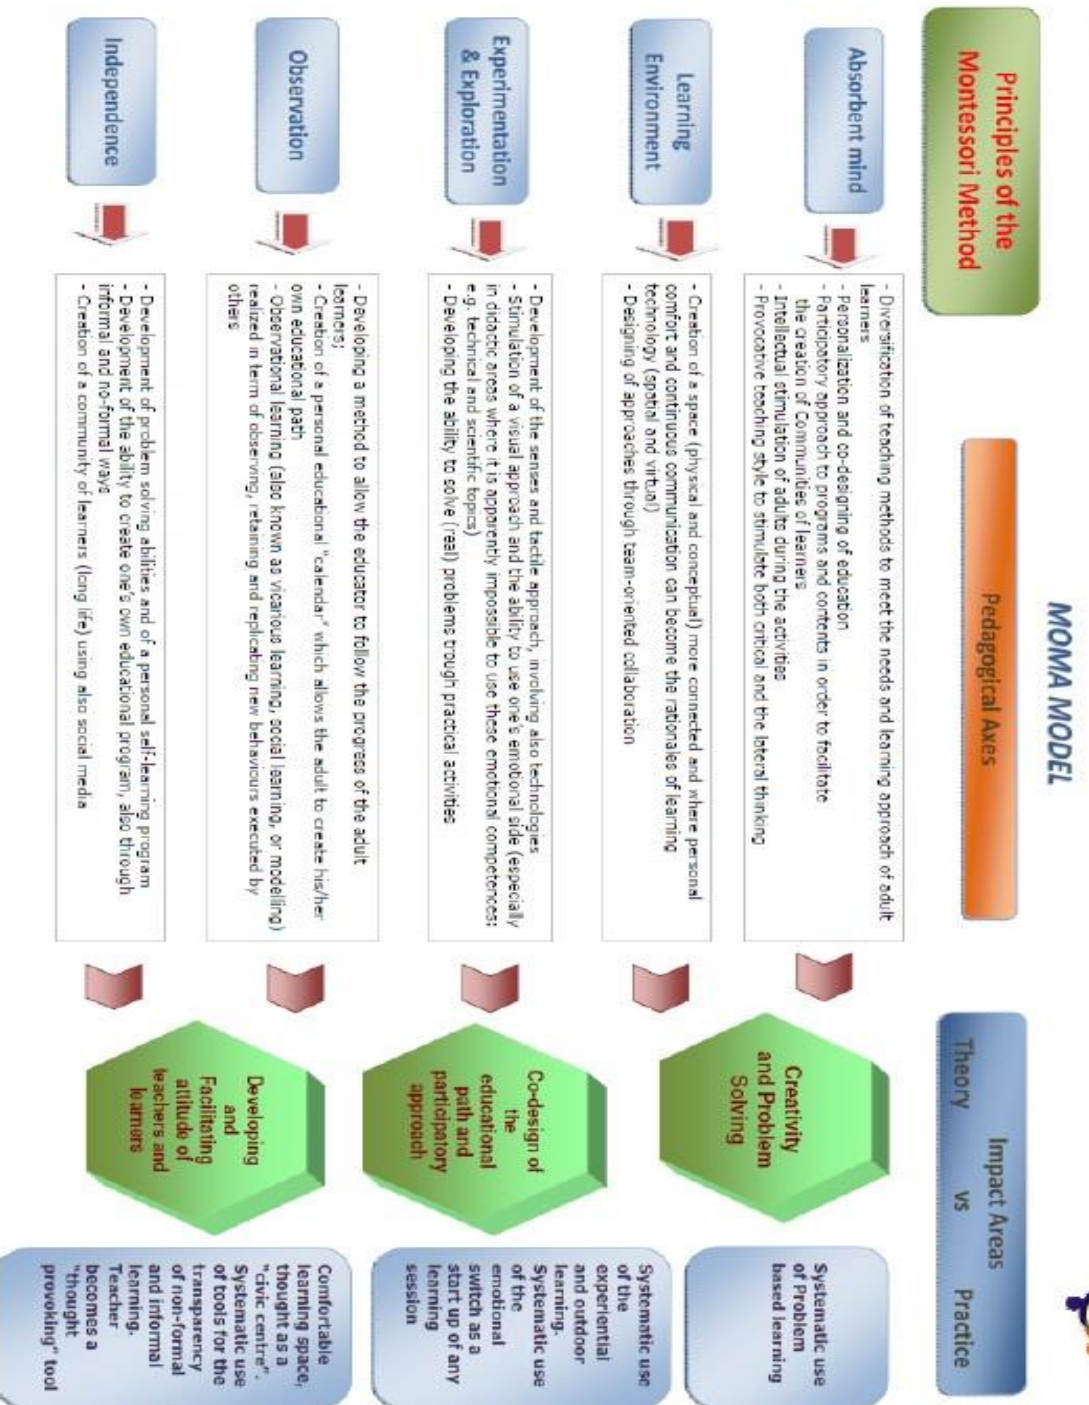 MOMA MODEL
Principles of the
Montessori Method
Pedagogical Axes
Impact Areas
Theory vs Practice
Absorbent mind
- Diversification of teaching methods to meet the needs and learning approach of adult
learners
- Personalization and co-designing of education
- Participatory approach to programs and contents in order to facilitate
the creation of Communities of learners
- Intellectual stimulation of adults during the activities
- Provocative teaching style to stimulate both critical and the lateral thinking
Learning
Environment
- Creation of a space (physical and conceptual) more connected and where personal
comfort and continuous communication can become the rationales of learning
technology (spatial and virtual)
- Designing of approaches through team-oriented collaboration
Creativity
and Problem
Solving
Systematic use
of Problem
based learning
Experimentation
& Exploration
- Development of the senses and tactile approach, involving also technologies
- Stimulation of a visual approach and the ability to use one's emotional side (especially
in didactic areas where it is apparently impossible to use these emotional competences:
e.g. technical and scientific topics)
- Developing the ability to solve (real) problems trough practical activities
Co-design of
the
educational
path and
participatory
approach
Systematic use
of the
experiential
and outdoor
learning.
Systematic use
of the
emotional
switch as a
start up of any
learning
session
Observation
- Developing a method to allow the educator to follow the progress of the adult
learners;
- Creation of a personal educational "calendar" which allows the adult to create his/her
own educational path
- Observational learning (also known as vicarious learning, social learning, or modelling)
realized in term of observing, retaining and replicating new behaviours executed by
others
Independence
- Development of problem solving abilities and of a personal self-learning program
- Development of the ability to create one's own educational program, also through
informal and no-formal ways
- Creation of a community of learners (long life) using also social media
Developing
and
Facilitating
attitude of
teachers and
learners
Comfortable
learning space,
thought as a
"civic centre".
Systematic use
of tools for the
transparency
of non-formal
and informal
learning.
Teacher
becomes a
"thought
provoking" tool